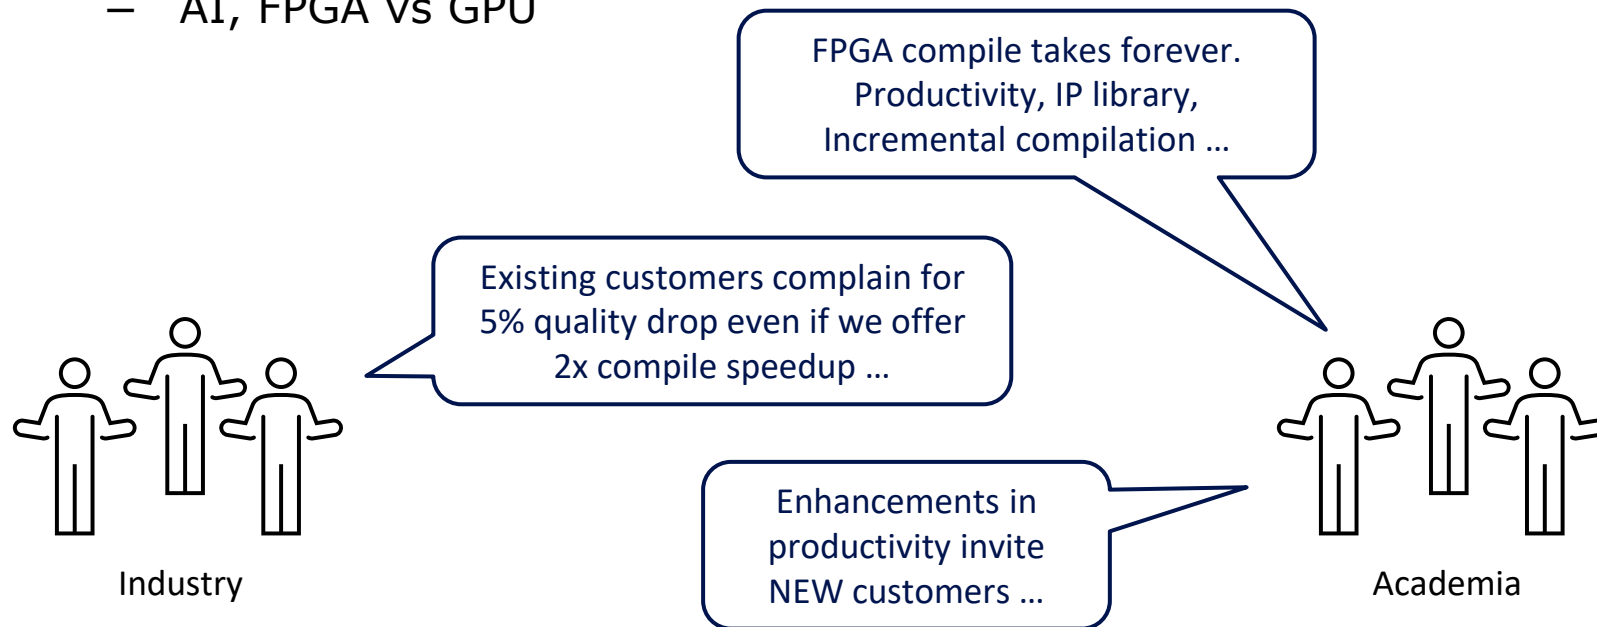 – AI, FPGA vs GPU
FPGA compile takes forever.
Productivity, IP library,
Incremental compilation …
Existing customers complain for
5% quality drop even if we offer
2x compile speedup …
Enhancements in
productivity invite
NEW customers …
Industry
Academia